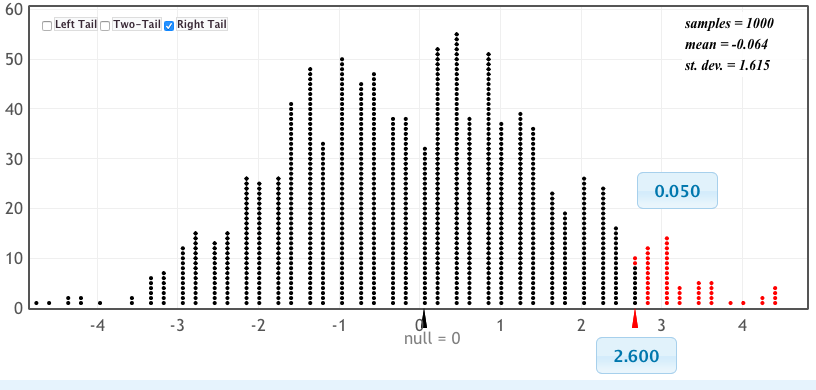 60
Left Tail Two-Tail Right Tail
samples = 1000
mean = -0.064
st. dev. = 1.615
50
40
30
20
10
0
0.050
-4 -3 -2 -1 0 1 2 3 4
null = 0
2.600